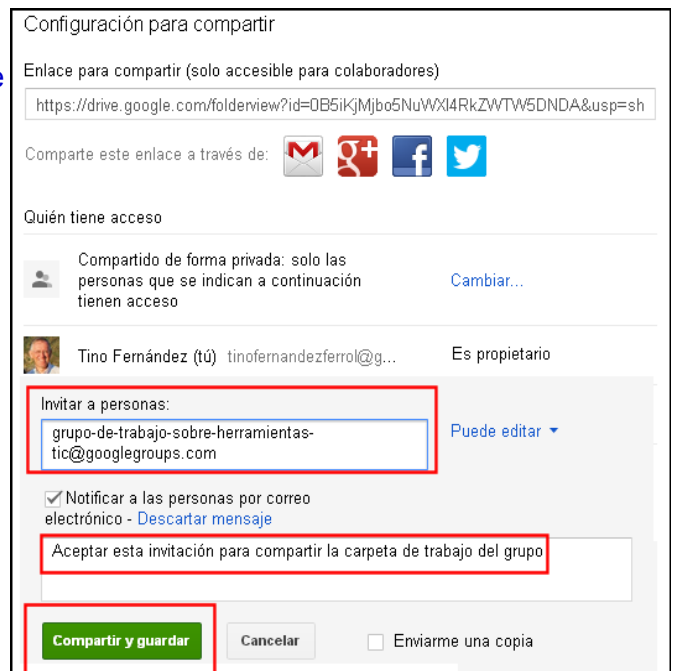 Configuración para compartir
e
Enlace para compartir (solo accesible para colaboradores)
https://drive.google.com/folderview?id=0B5iKjMjbo5NuWXl4RkZWTW5DNDA&usp=sh
Comparte este enlace a través de:
Quién tiene acceso
Compartido de forma privada: solo las
personas que se indican a continuación
tienen acceso
Cambiar...
Tino Fernández (tú) tinofernandezferrol@g... Es propietario
Invitar a personas:
grupo-de-trabajo-sobre-herramientas-
tic@googlegroups.com
Puede editar
Notificar a las personas por correo
electrónico - Descartar mensaje
Aceptar esta invitación para compartir la carpeta de trabajo del grupo
Compartir y guardar Cancelar Enviarme una copia